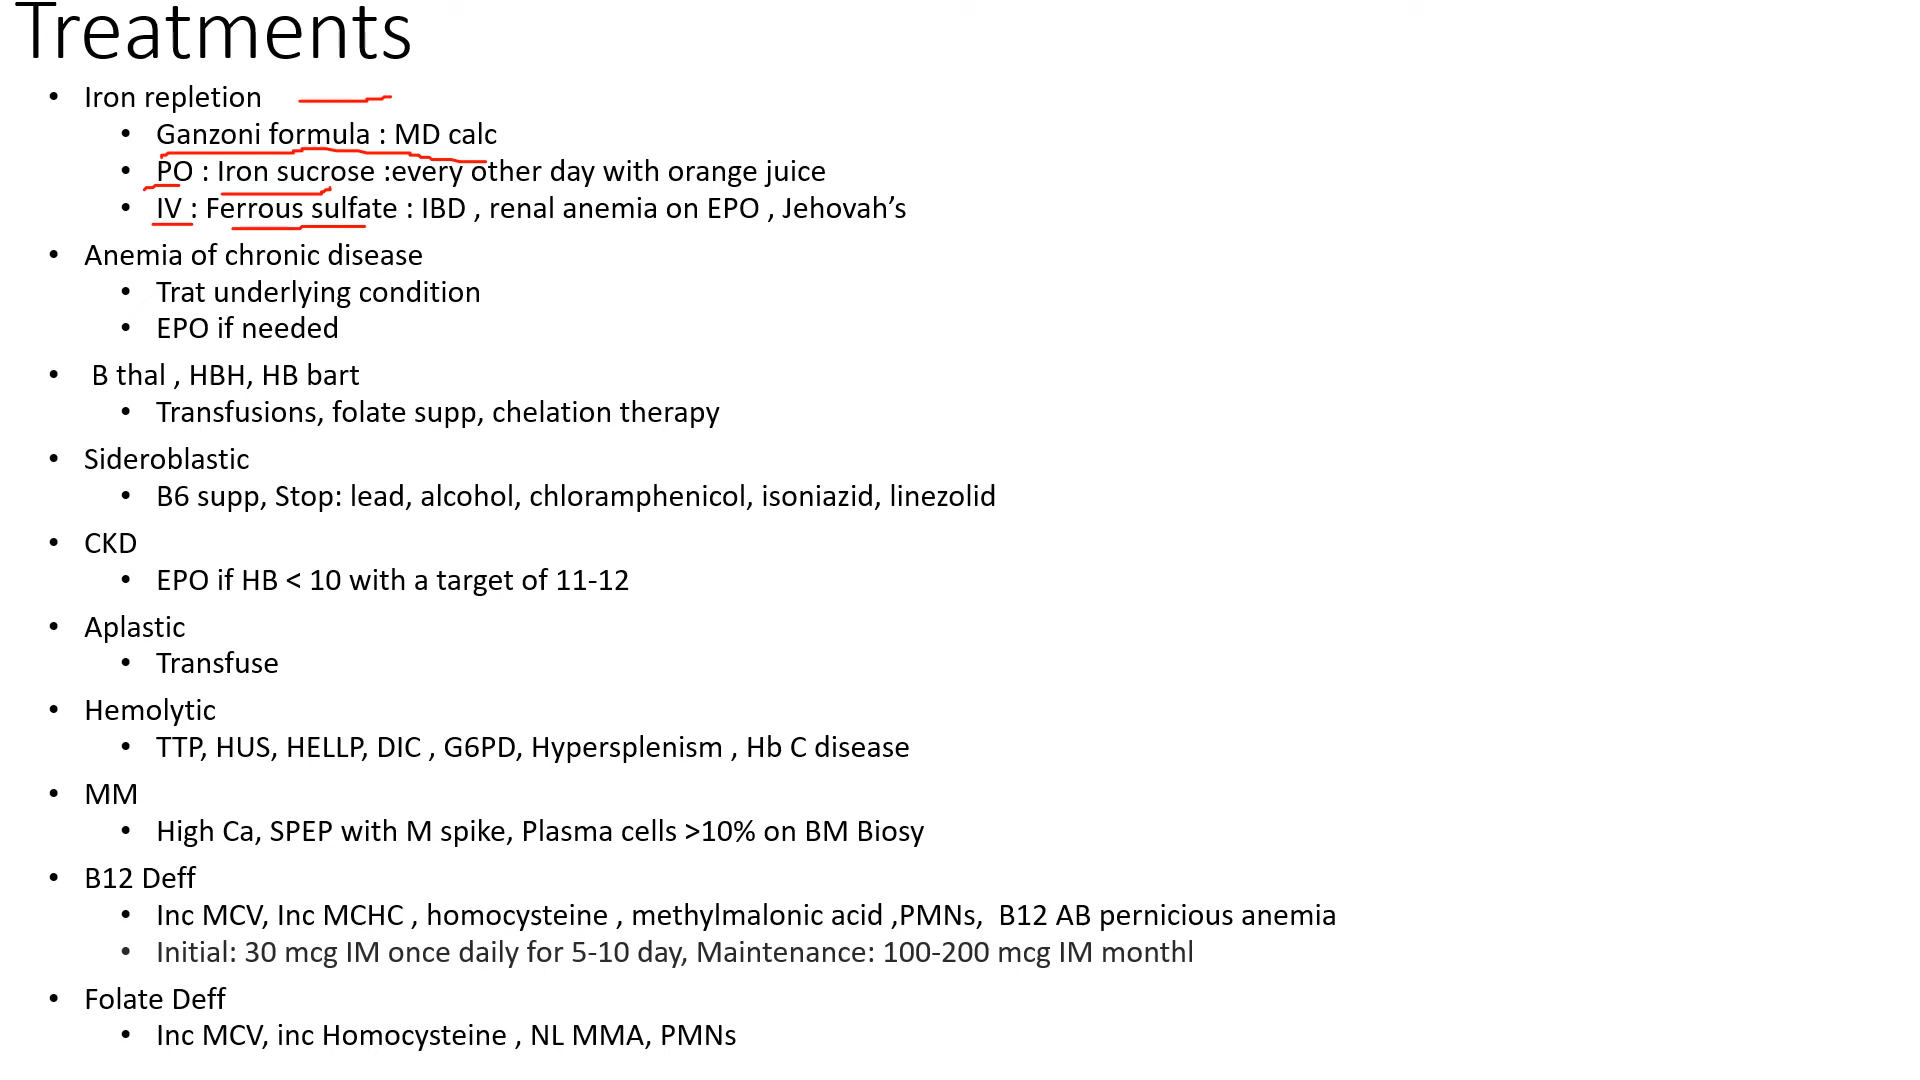 Treatments
• Iron repletion
• Ganzoni formula : MD calc
• PO : Iron sucrose :every other day with orange juice
• IV : Ferrous sulfate : IBD , renal anemia on EPO , Jehovah’s
• Anemia of chronic disease
• Trat underlying condition
• EPO if needed
• B thal , HBH, HB bart
• Transfusions, folate supp, chelation therapy
• Sideroblastic
• B6 supp, Stop: lead, alcohol, chloramphenicol, isoniazid, linezolid
• CKD
• EPO if HB < 10 with a target of 11-12
• Aplastic
• Transfuse
• Hemolytic
• TTP, HUS, HELLP, DIC , G6PD, Hypersplenism , Hb C disease
• MM
• High Ca, SPEP with M spike, Plasma cells >10% on BM Biosy
• B12 Deff
• Inc MCV, Inc MCHC , homocysteine , methylmalonic acid ,PMNs, B12 AB pernicious anemia
• Initial: 30 mcg IM once daily for 5-10 day, Maintenance: 100-200 mcg IM monthl
• Folate Deff
• Inc MCV, inc Homocysteine , NL MMA, PMNs